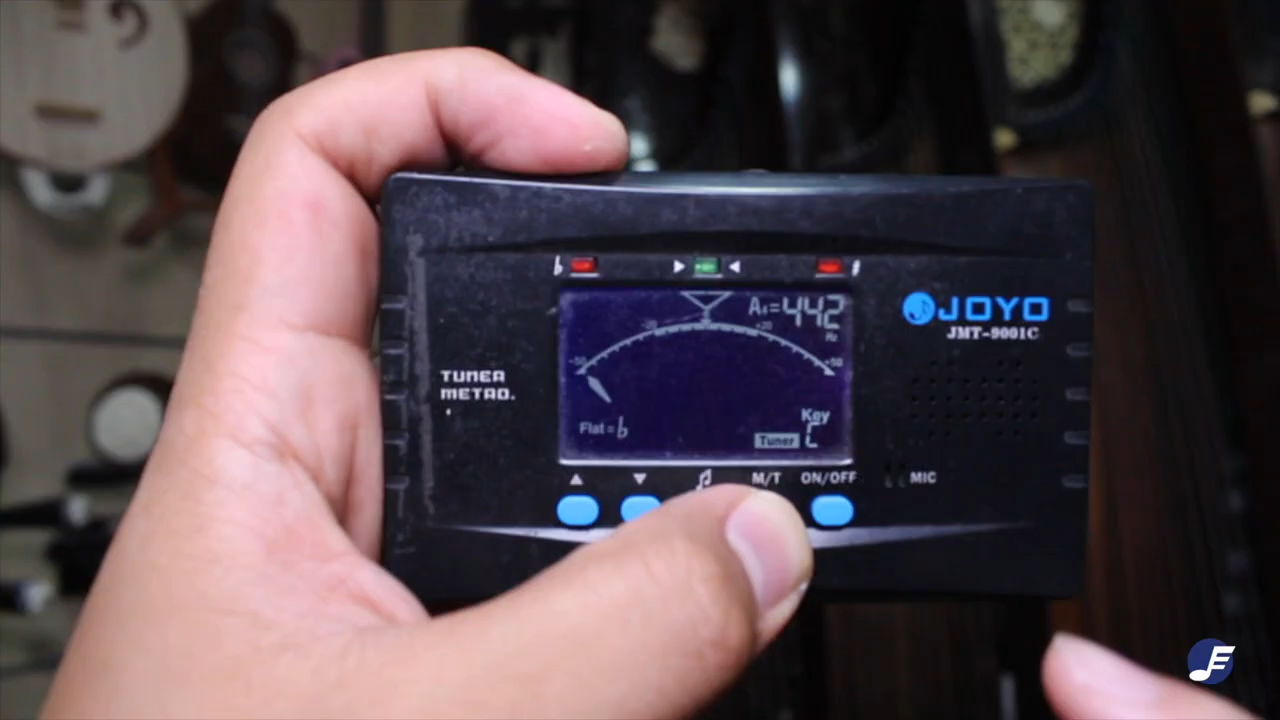 ♭ ▶ ◀ ♯
A₄=442
Hz
-50 -20 +20 +50
Flat=b
Key
Tuner C
JOYO
JMT-9001C
TUNER
METRO.
▲ ▼ ♫ M/T ON/OFF MIC